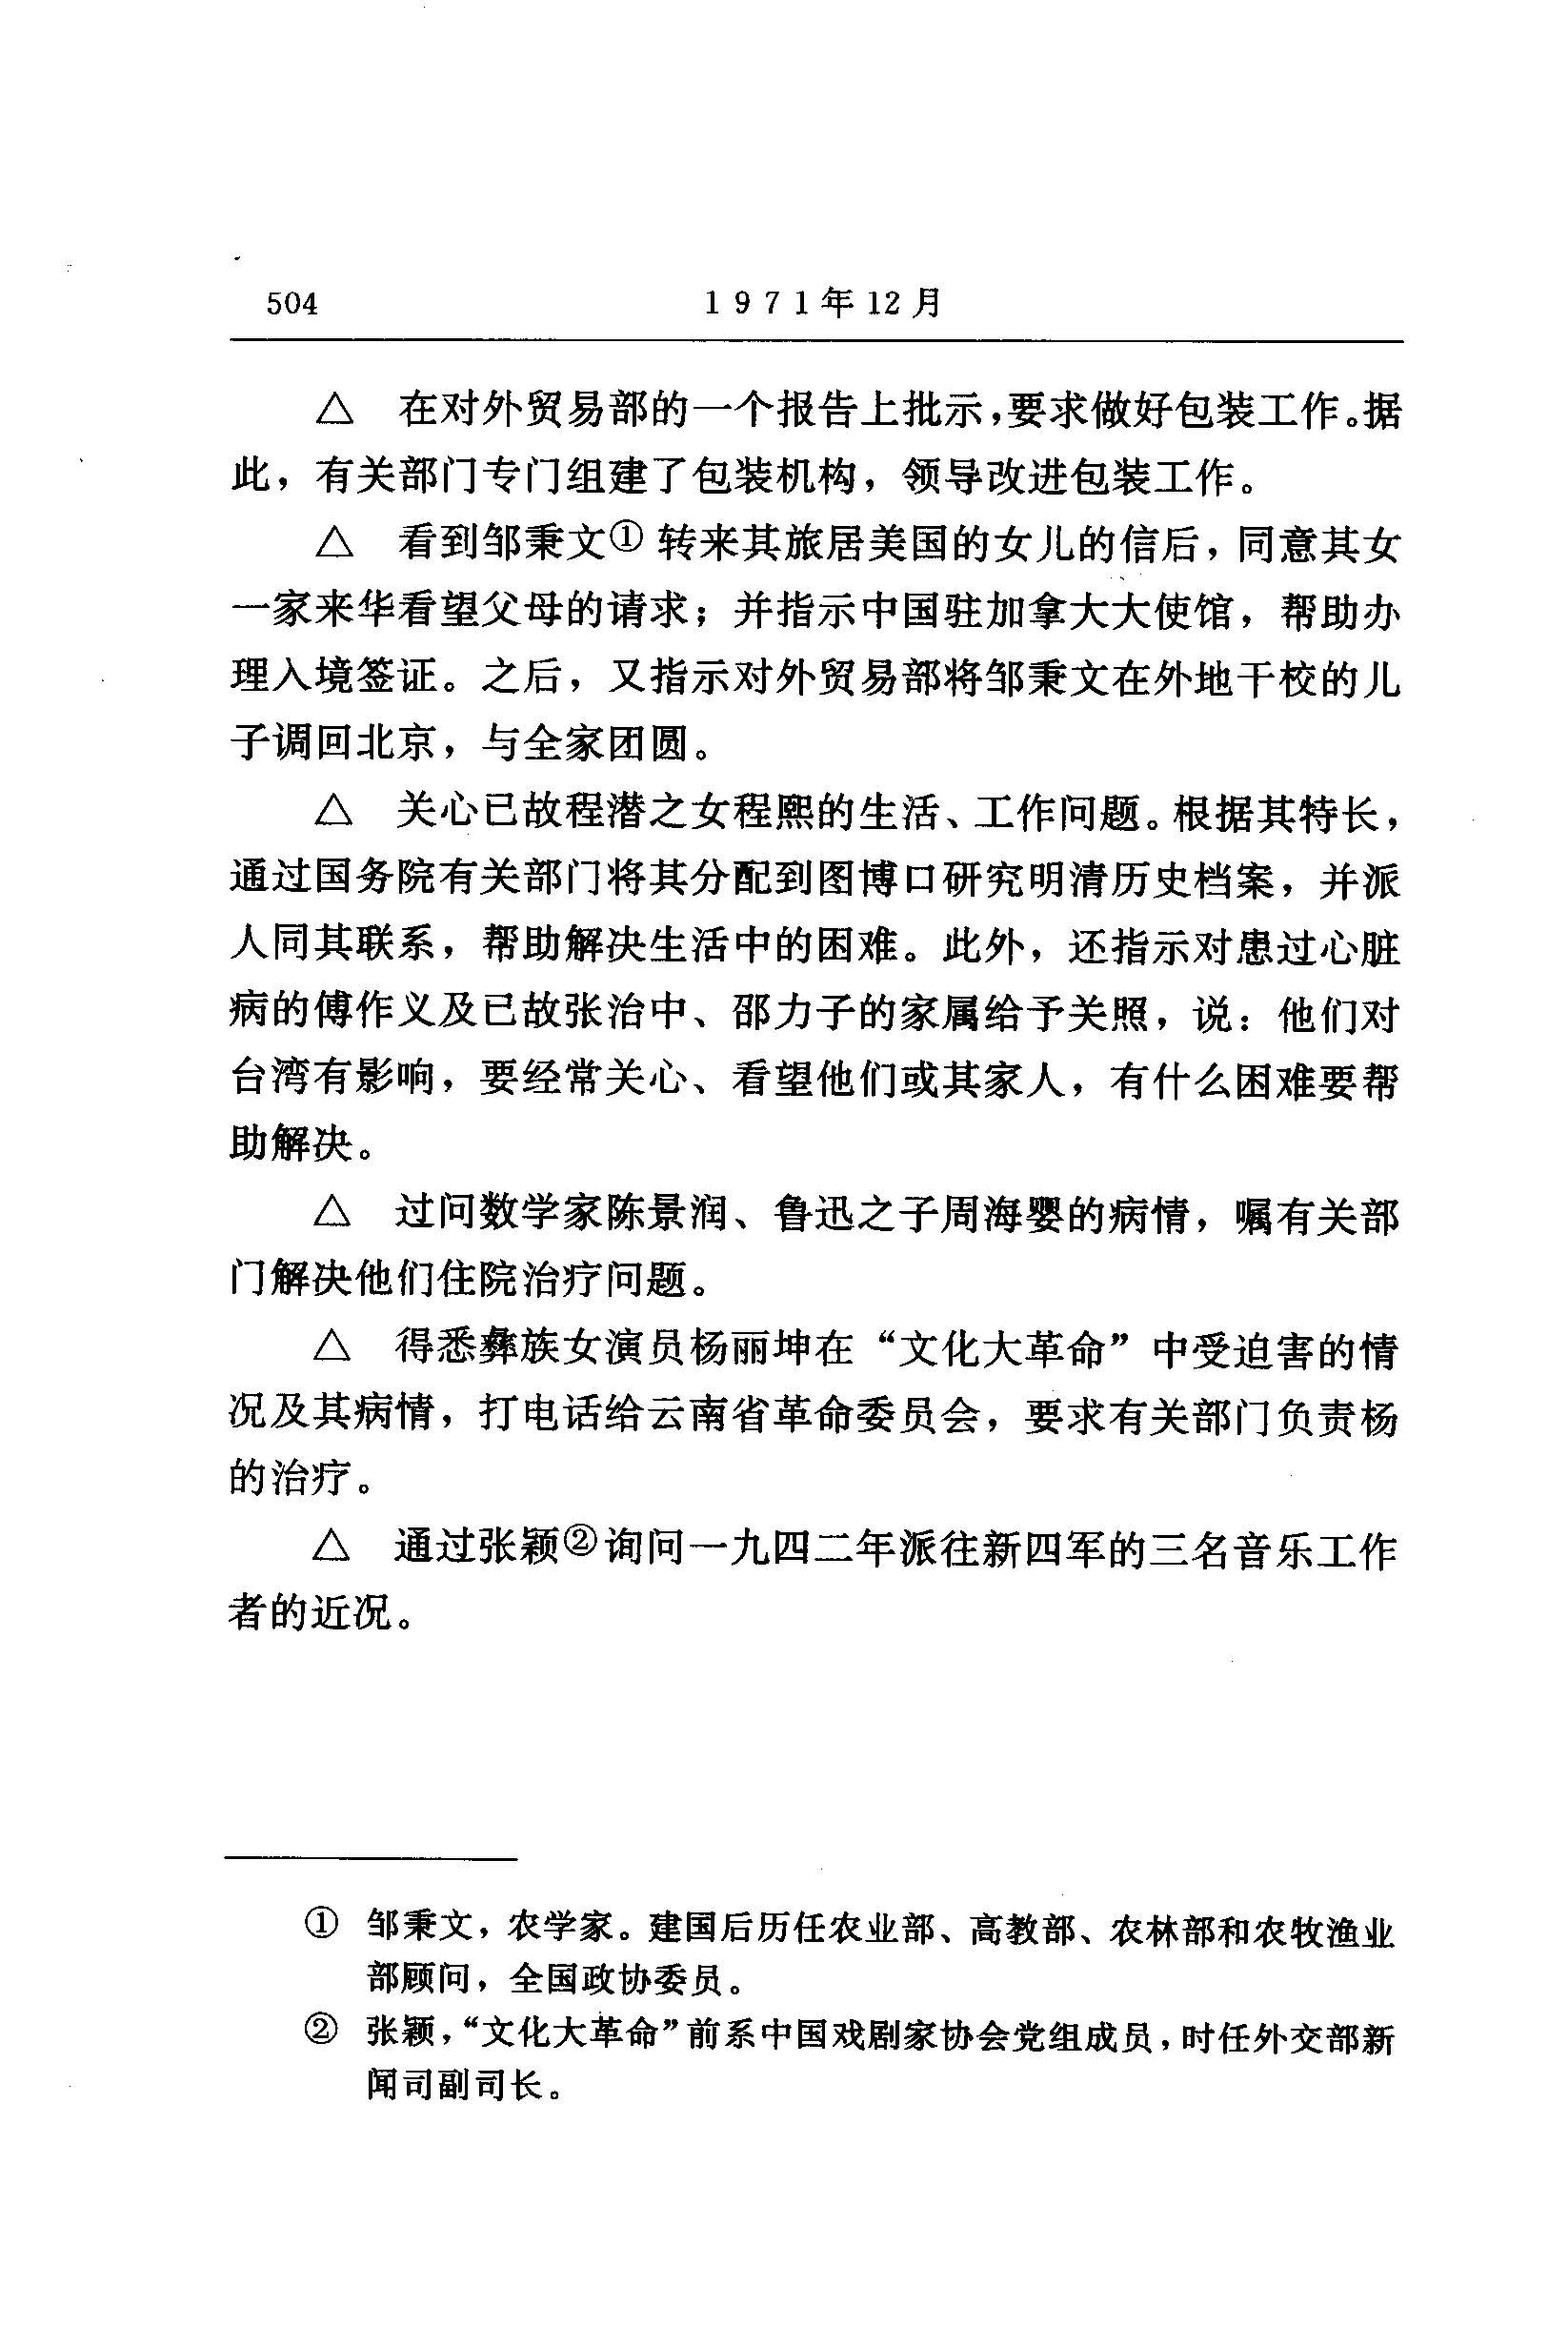 504
1971年12月
△ 在对外贸易部的一个报告上批示，要求做好包装工作。据
此，有关部门专门组建了包装机构，领导改进包装工作。
△ 看到邹秉文①转来其旅居美国的女儿的信后，同意其女
一家来华看望父母的请求；并指示中国驻加拿大大使馆，帮助办
理入境签证。之后，又指示对外贸易部将邹秉文在外地干校的儿
子调回北京，与全家团圆。
△ 关心已故程潜之女程熙的生活、工作问题。根据其特长，
通过国务院有关部门将其分配到图博口研究明清历史档案，并派
人同其联系，帮助解决生活中的困难。此外，还指示对患过心脏
病的傅作义及已故张治中、邵力子的家属给予关照，说：他们对
台湾有影响，要经常关心、看望他们或其家人，有什么困难要帮
助解决。
△ 过问数学家陈景润、鲁迅之子周海婴的病情，嘱有关部
门解决他们住院治疗问题。
△ 得悉彝族女演员杨丽坤在“文化大革命”中受迫害的情
况及其病情，打电话给云南省革命委员会，要求有关部门负责杨
的治疗。
△ 通过张颖②询问一九四二年派往新四军的三名音乐工作
者的近况。
① 邹秉文，农学家。建国后历任农业部、高教部、农林部和农牧渔业
部顾问，全国政协委员。
② 张颖，“文化大革命”前系中国戏剧家协会党组成员，时任外交部新
闻司副司长。